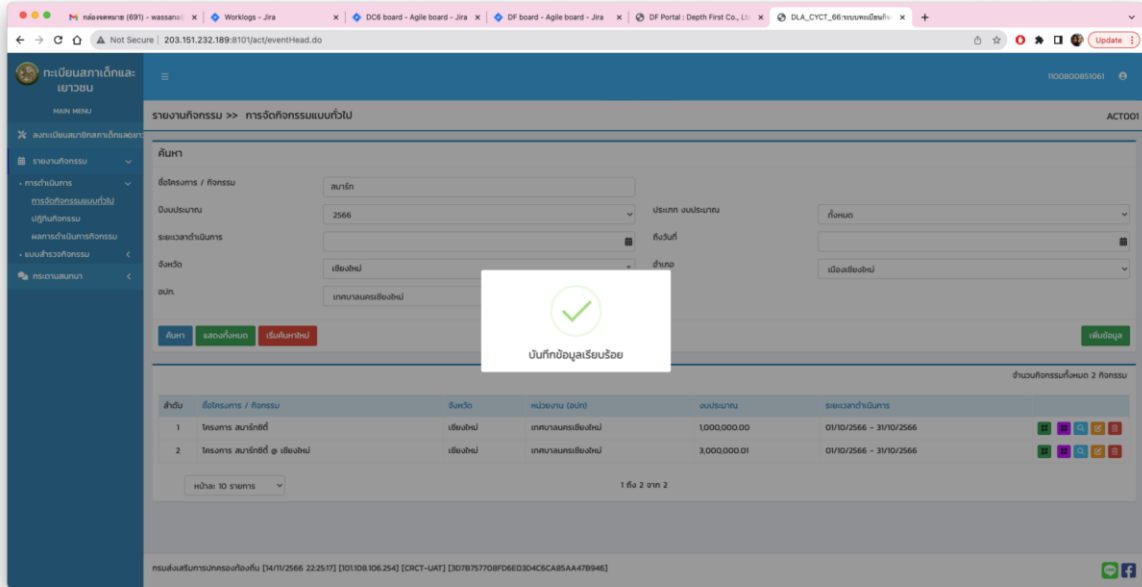 กล่องจดหมาย (691) - wassana
Worklogs - Jira
DC6 board - Agile board - Jira
DF board - Agile board - Jira
DF Portal : Depth First Co., Ltd
DLA_CYCT_66:ระบบทะเบียน
Not Secure | 203.151.232.189:8101/act/eventHead.do
Update
ทะเบียนสภาเด็กและ
เยาวชน
1100800851061
MAIN MENU
รายงานกิจกรรม >> การจัดกิจกรรมแบบทั่วไป
ACT001
ลงทะเบียนสมาชิกสภาเด็กและเยาว
รายงานกิจกรรม
• การดำเนินการ
การจัดกิจกรรมแบบทั่วไป
ปฏิทินกิจกรรม
ผลการดำเนินการกิจกรรม
• แบบสำรวจกิจกรรม
กระดานสนทนา
ค้นหา
ชื่อโครงการ / กิจกรรม สมาร์ท
ปีงบประมาณ 2566 ประเภท งบประมาณ ทั้งหมด
ระยะเวลาดำเนินการ ถึงวันที่
จังหวัด เชียงใหม่ อำเภอ เมืองเชียงใหม่
อปท. เทศบาลนครเชียงใหม่
ค้นหา แสดงทั้งหมด เริ่มค้นหาใหม่ เพิ่มข้อมูล
บันทึกข้อมูลเรียบร้อย
จำนวนกิจกรรมทั้งหมด 2 กิจกรรม
ลำดับ ชื่อโครงการ / กิจกรรม จังหวัด หน่วยงาน (อปท) งบประมาณ ระยะเวลาดำเนินการ
1 โครงการ สมาร์ทซิตี้ เชียงใหม่ เทศบาลนครเชียงใหม่ 1,000,000.00 01/10/2566 - 31/10/2566
2 โครงการ สมาร์ทซิตี้ @ เชียงใหม่ เชียงใหม่ เทศบาลนครเชียงใหม่ 3,000,000.01 01/10/2566 - 31/10/2566
หน้าละ 10 รายการ 1 ถึง 2 จาก 2
กรมส่งเสริมการปกครองท้องถิ่น [14/11/2566 22:25:17] [101.108.106.254] [CRCT-UAT] [3D7B757708FD6ED3D4C6CA85AA47B946]